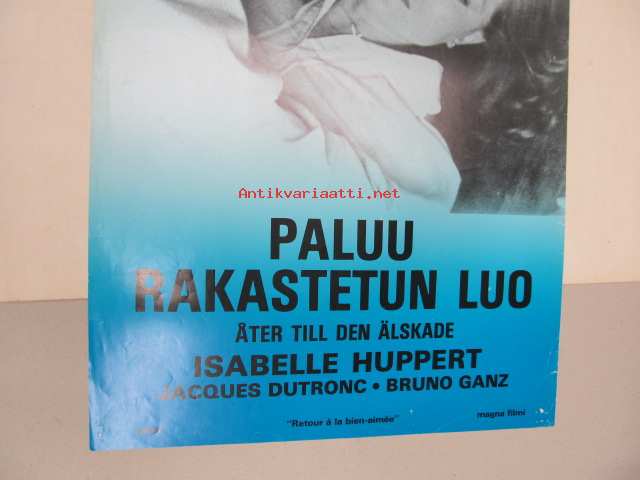 Antikvariaatti.net
PALUU
RAKASTETUN LUO
ÅTER TILL DEN ÄLSKADE
ISABELLE HUPPERT
JACQUES DUTRONC • BRUNO GANZ
"Retour à la bien-aimée"
magna filmi